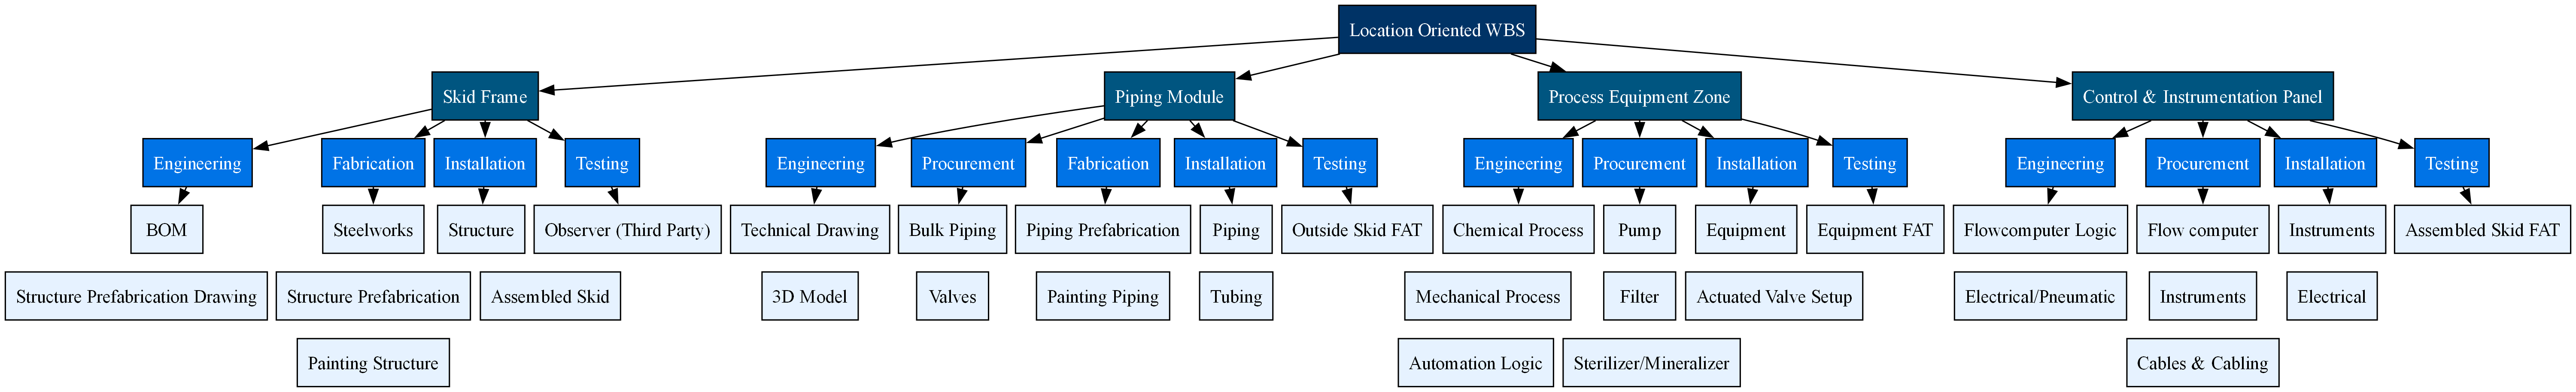 Location Oriented WBS
Skid Frame
Piping Module
Process Equipment Zone
Control & Instrumentation Panel
Engineering
Fabrication
Installation
Testing
Engineering
Procurement
Fabrication
Installation
Testing
Engineering
Procurement
Installation
Testing
Engineering
Procurement
Installation
Testing
BOM
Steelworks
Structure
Observer (Third Party)
Technical Drawing
Bulk Piping
Piping Prefabrication
Piping
Outside Skid FAT
Chemical Process
Pump
Equipment
Equipment FAT
Flowcomputer Logic
Flow computer
Instruments
Assembled Skid FAT
Structure Prefabrication Drawing
Structure Prefabrication
Assembled Skid
3D Model
Valves
Painting Piping
Tubing
Mechanical Process
Filter
Actuated Valve Setup
Electrical/Pneumatic
Instruments
Electrical
Painting Structure
Automation Logic
Sterilizer/Mineralizer
Cables & Cabling